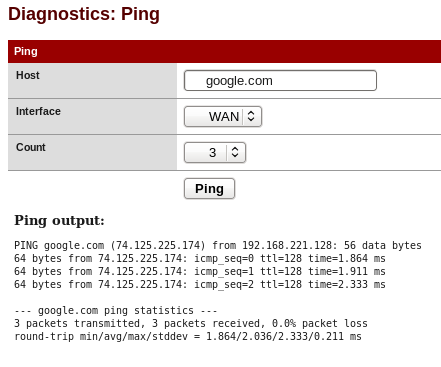 Diagnostics: Ping
Ping
Host google.com
Interface WAN
Count 3
Ping
Ping output:
PING google.com (74.125.225.174) from 192.168.221.128: 56 data bytes
64 bytes from 74.125.225.174: icmp_seq=0 ttl=128 time=1.864 ms
64 bytes from 74.125.225.174: icmp_seq=1 ttl=128 time=1.911 ms
64 bytes from 74.125.225.174: icmp_seq=2 ttl=128 time=2.333 ms
--- google.com ping statistics ---
3 packets transmitted, 3 packets received, 0.0% packet loss
round-trip min/avg/max/stddev = 1.864/2.036/2.333/0.211 ms